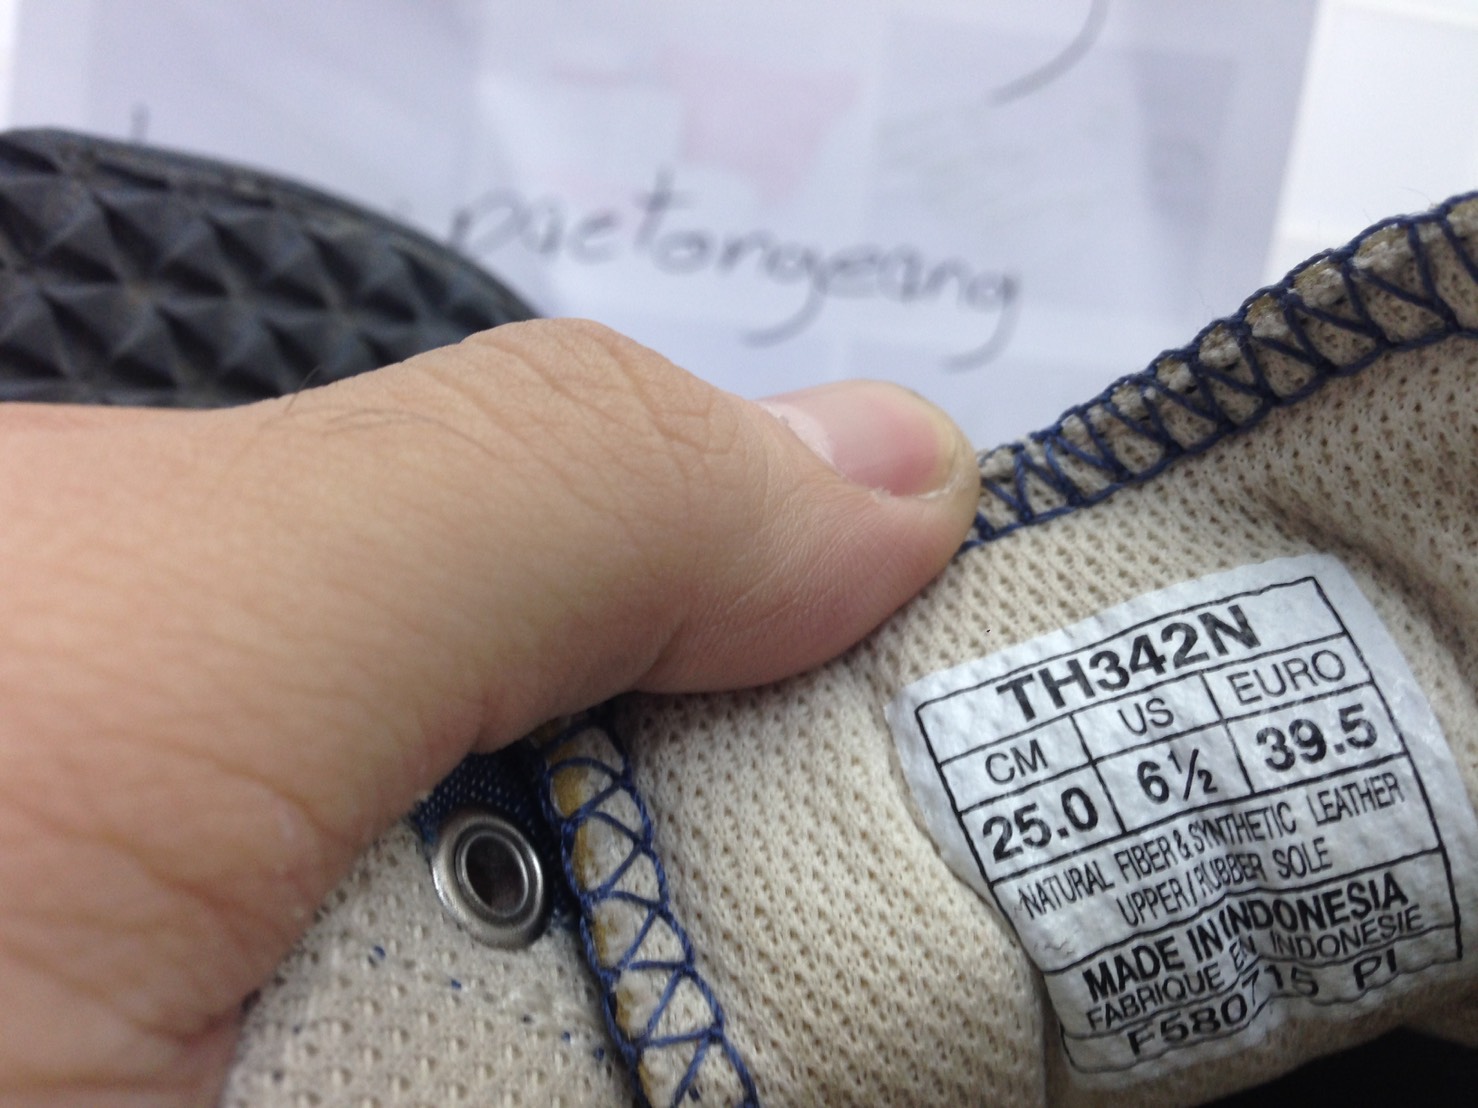 paetongeang
TH342N
CM US EURO
25.0 6½ 39.5
NATURAL FIBER & SYNTHETIC LEATHER
UPPER / RUBBER SOLE
MADE IN INDONESIA
FABRIQUE EN INDONESIE
F580715 PI